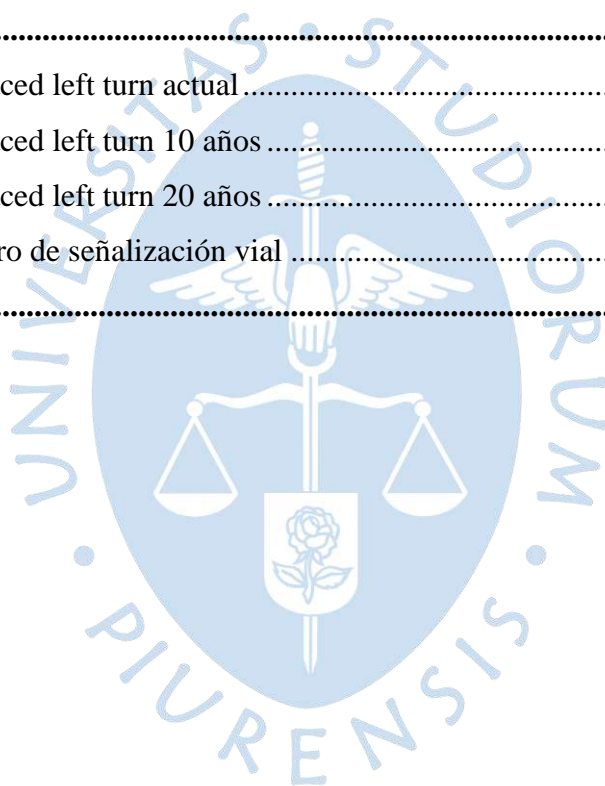 ced left turn actual
ced left turn 10 años
ced left turn 20 años
ro de señalización vial
UNIVERSITAS • STUDIORUM • PIURENSIS •